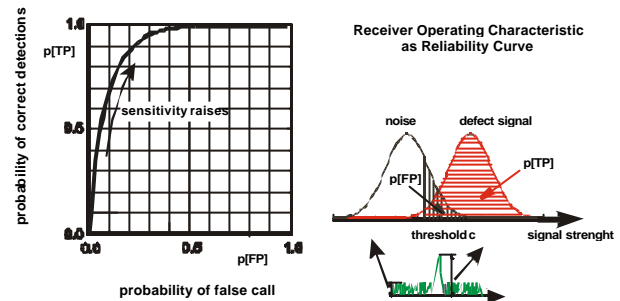 probability of correct detections
1.0
p[TP]
0.5
0.0
sensitivity raises
0.0
0.5
1.0
p[FP]
probability of false call
Receiver Operating Characteristic
as Reliability Curve
noise
defect signal
p[TP]
p[FP]
threshold c
signal strenght